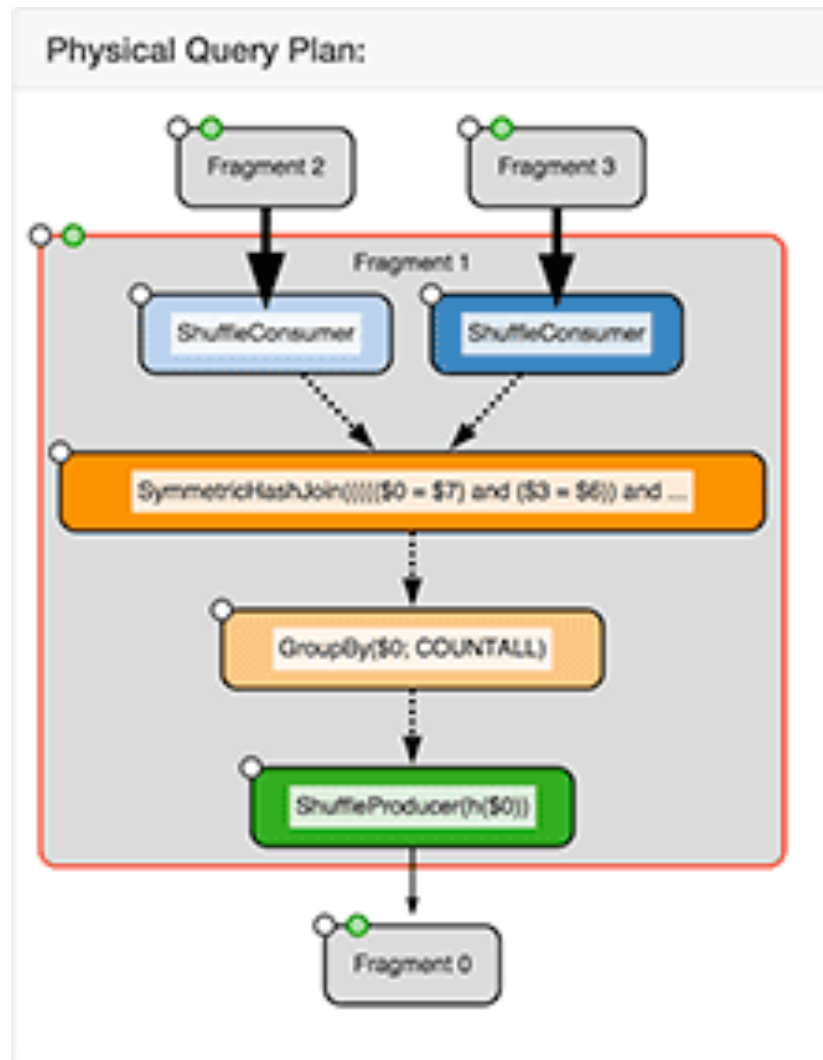 Physical Query Plan:
Fragment 2
Fragment 3
Fragment 1
ShuffleConsumer
ShuffleConsumer
SymmetricHashJoin(((((($0 = $7) and ($3 = $6)) and ...
GroupBy($0; COUNTALL)
ShuffleProducer(h($0))
Fragment 0